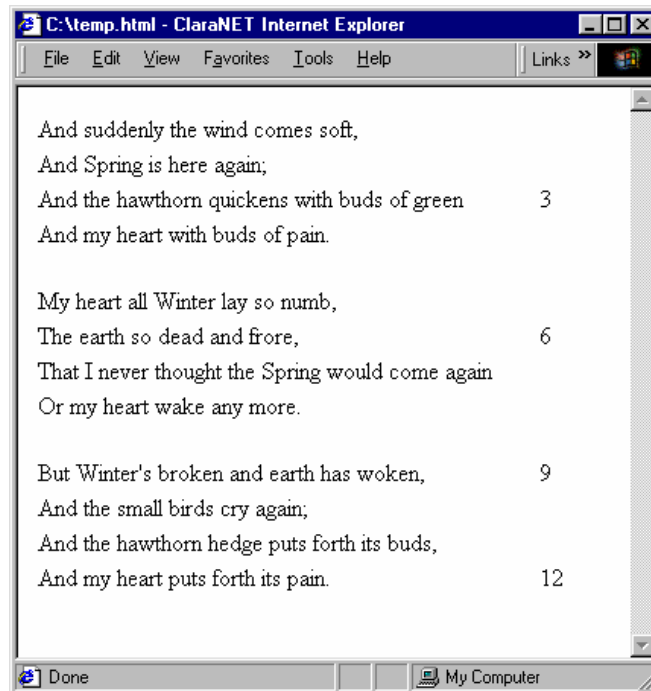 C:\temp.html - ClaraNET Internet Explorer
File Edit View Favorites Tools Help Links »
And suddenly the wind comes soft,
And Spring is here again;
And the hawthorn quickens with buds of green 3
And my heart with buds of pain.
My heart all Winter lay so numb,
The earth so dead and frore, 6
That I never thought the Spring would come again
Or my heart wake any more.
But Winter's broken and earth has woken, 9
And the small birds cry again;
And the hawthorn hedge puts forth its buds,
And my heart puts forth its pain. 12
Done My Computer